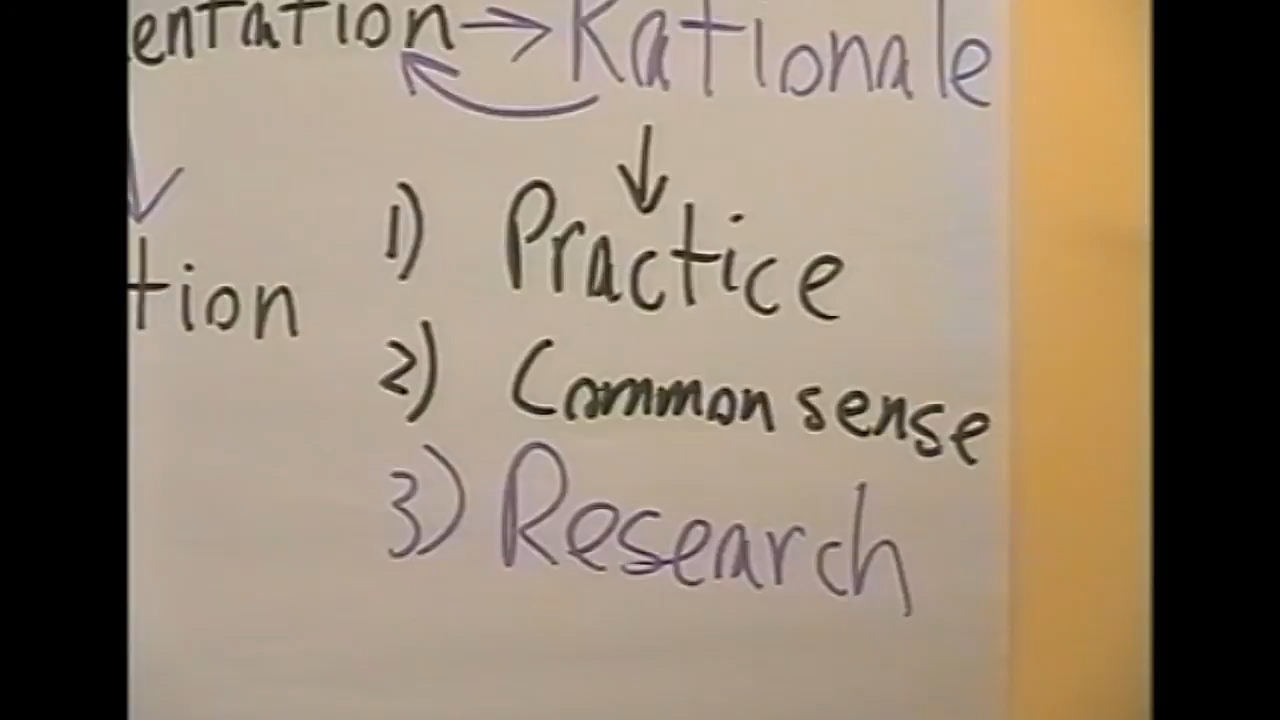 entation → Rationale
1) Practice
tion
2) Common sense
3) Research